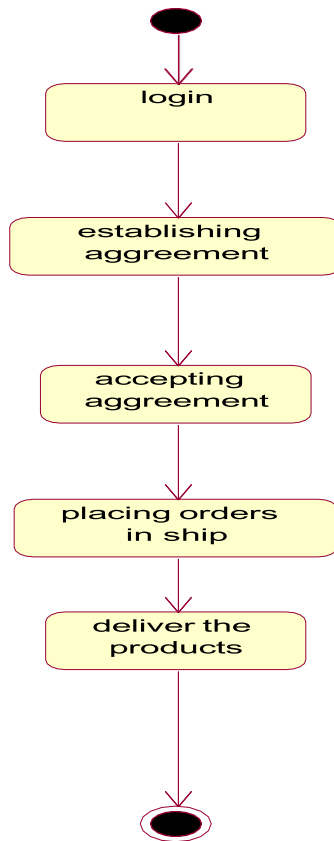 login
establishing
aggreement
accepting
aggreement
placing orders
in ship
deliver the
products